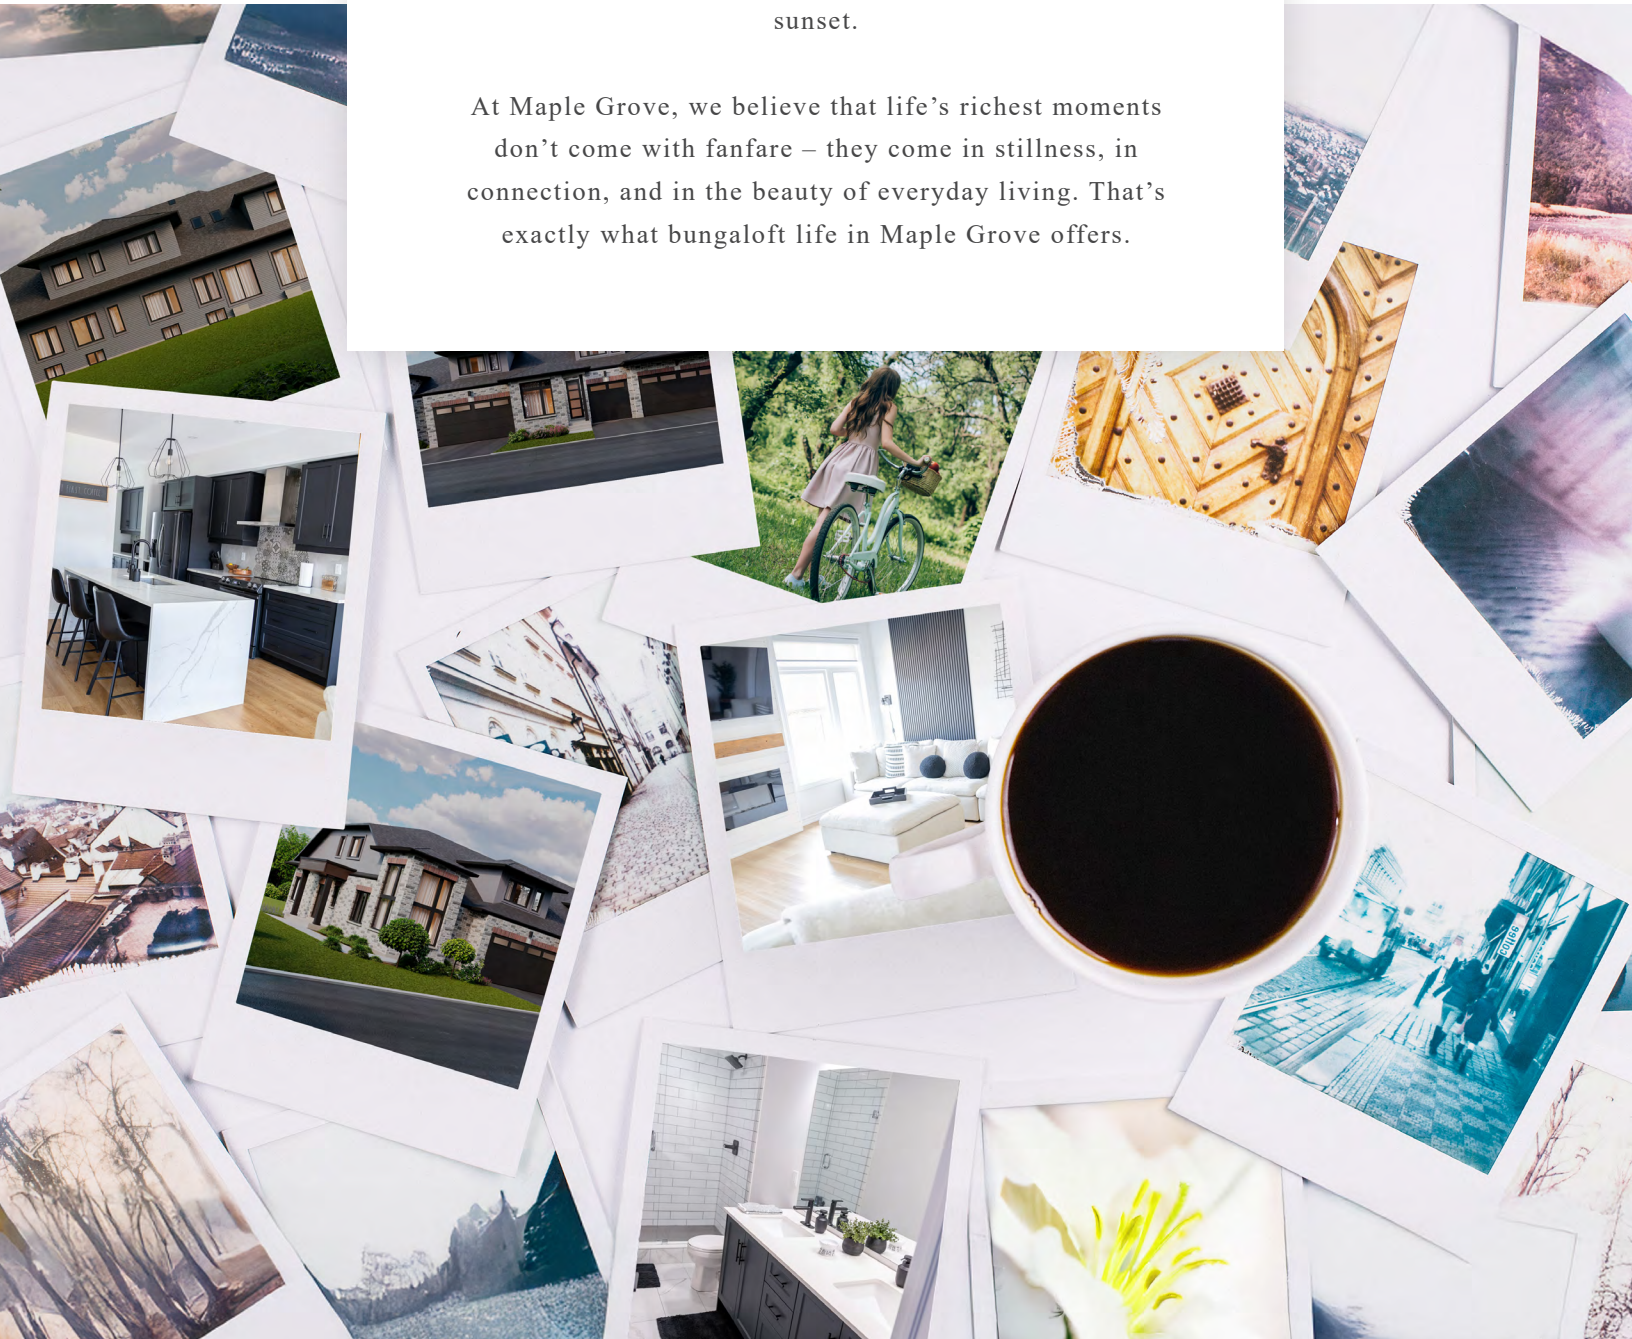 sunset.
At Maple Grove, we believe that life’s richest moments
don’t come with fanfare – they come in stillness, in
connection, and in the beauty of everyday living. That’s
exactly what bungaloft life in Maple Grove offers.
coffee